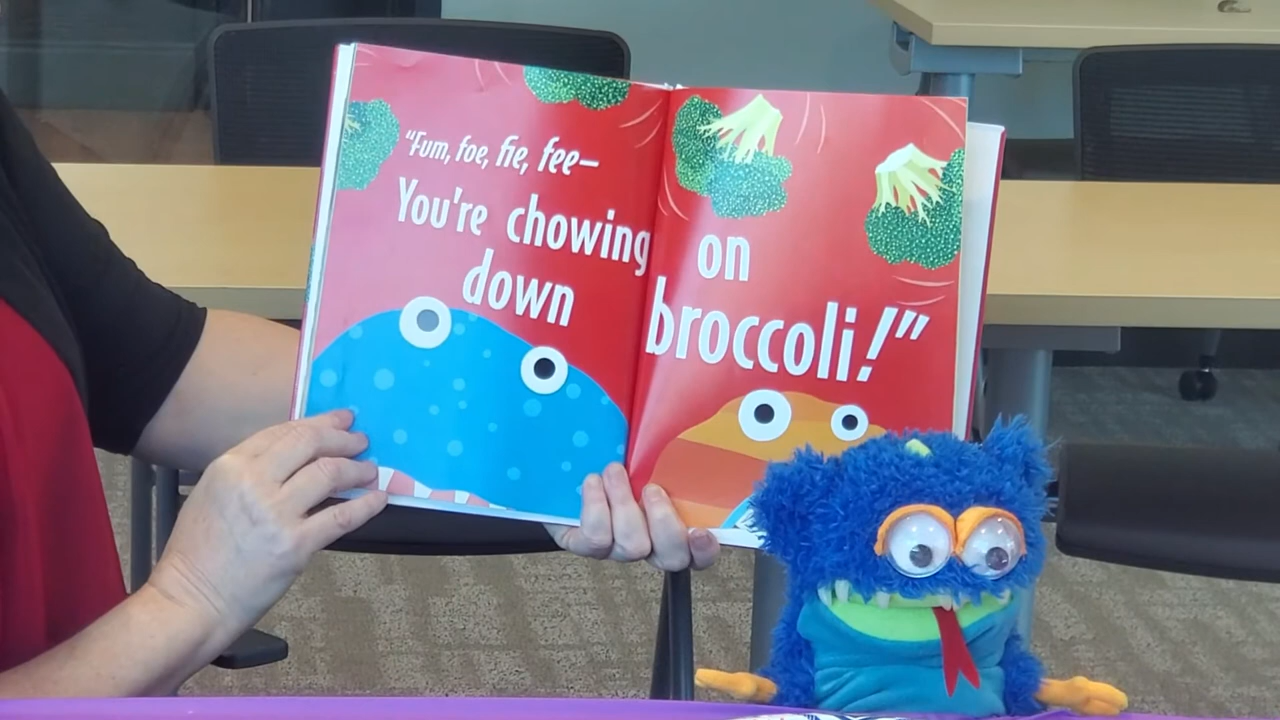 "Fum, foe, fie, fee—
You're chowing
down
on
broccoli!"